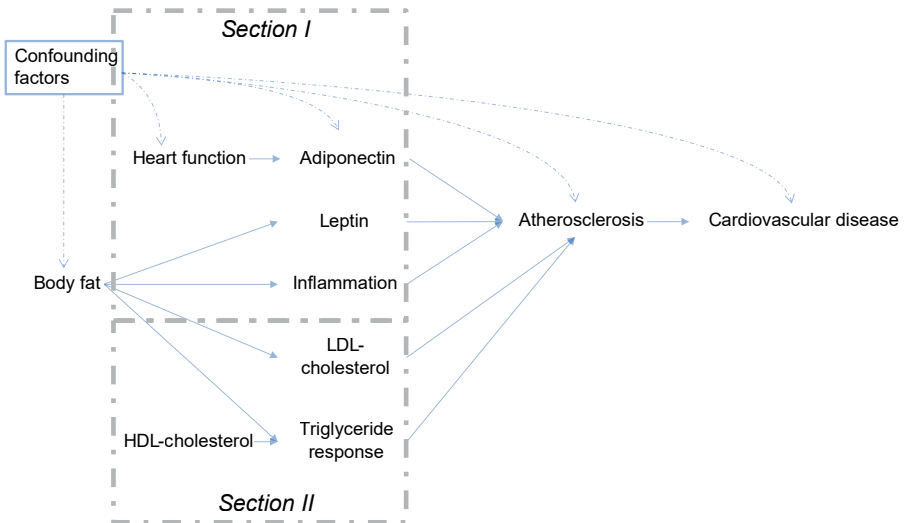 Section I
Confounding
factors
Heart function
Adiponectin
Leptin
Atherosclerosis
Cardiovascular disease
Body fat
Inflammation
LDL-
cholesterol
HDL-cholesterol
Triglyceride
response
Section II